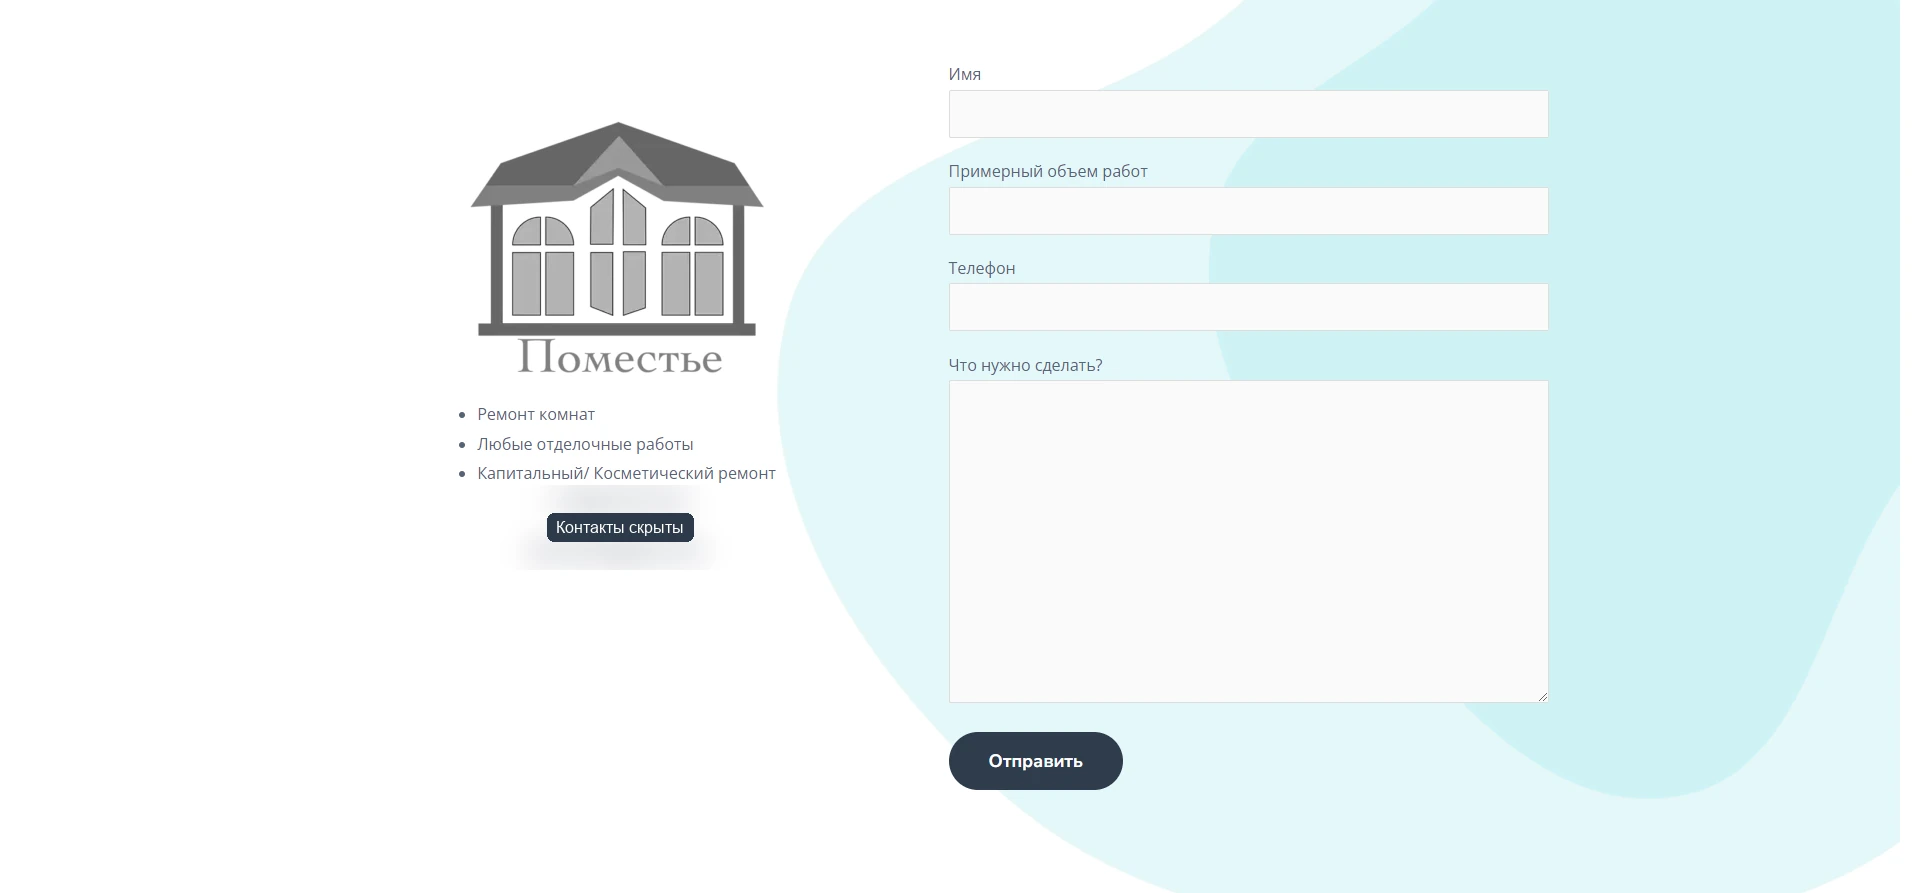 Поместье
Ремонт комнат
Любые отделочные работы
Капитальный/ Косметический ремонт
Контакты скрыты
Имя
Примерный объем работ
Телефон
Что нужно сделать?
Отправить